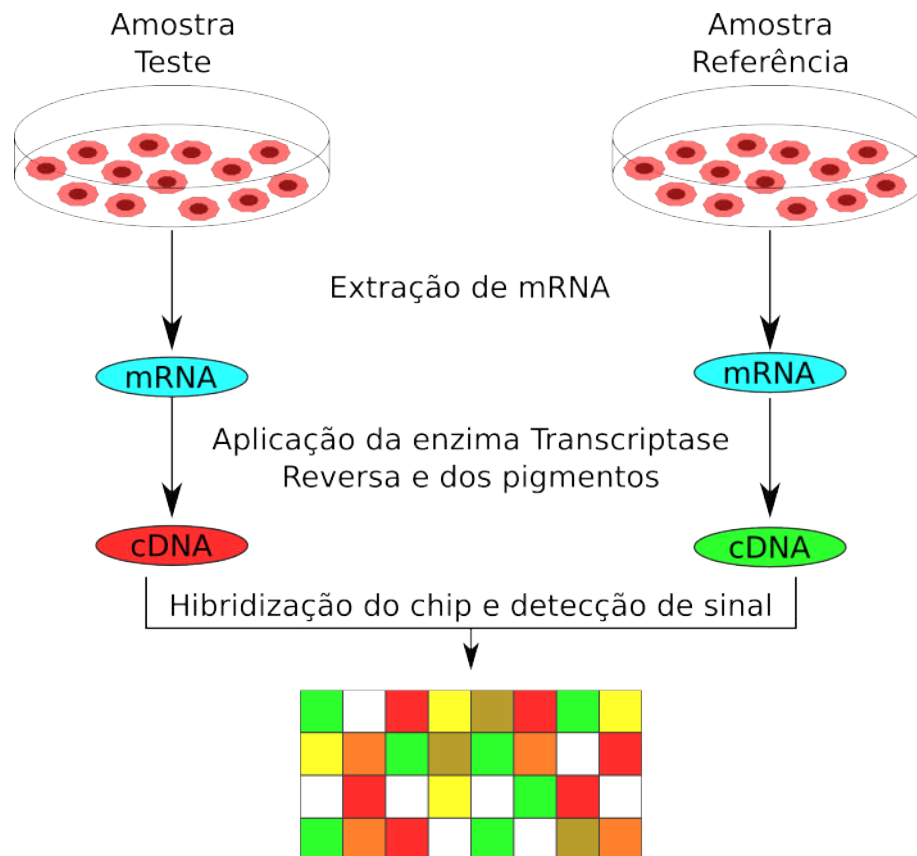 Amostra
Teste
Amostra
Referência
Extração de mRNA
mRNA
mRNA
Aplicação da enzima Transcriptase
Reversa e dos pigmentos
cDNA
cDNA
Hibridização do chip e detecção de sinal